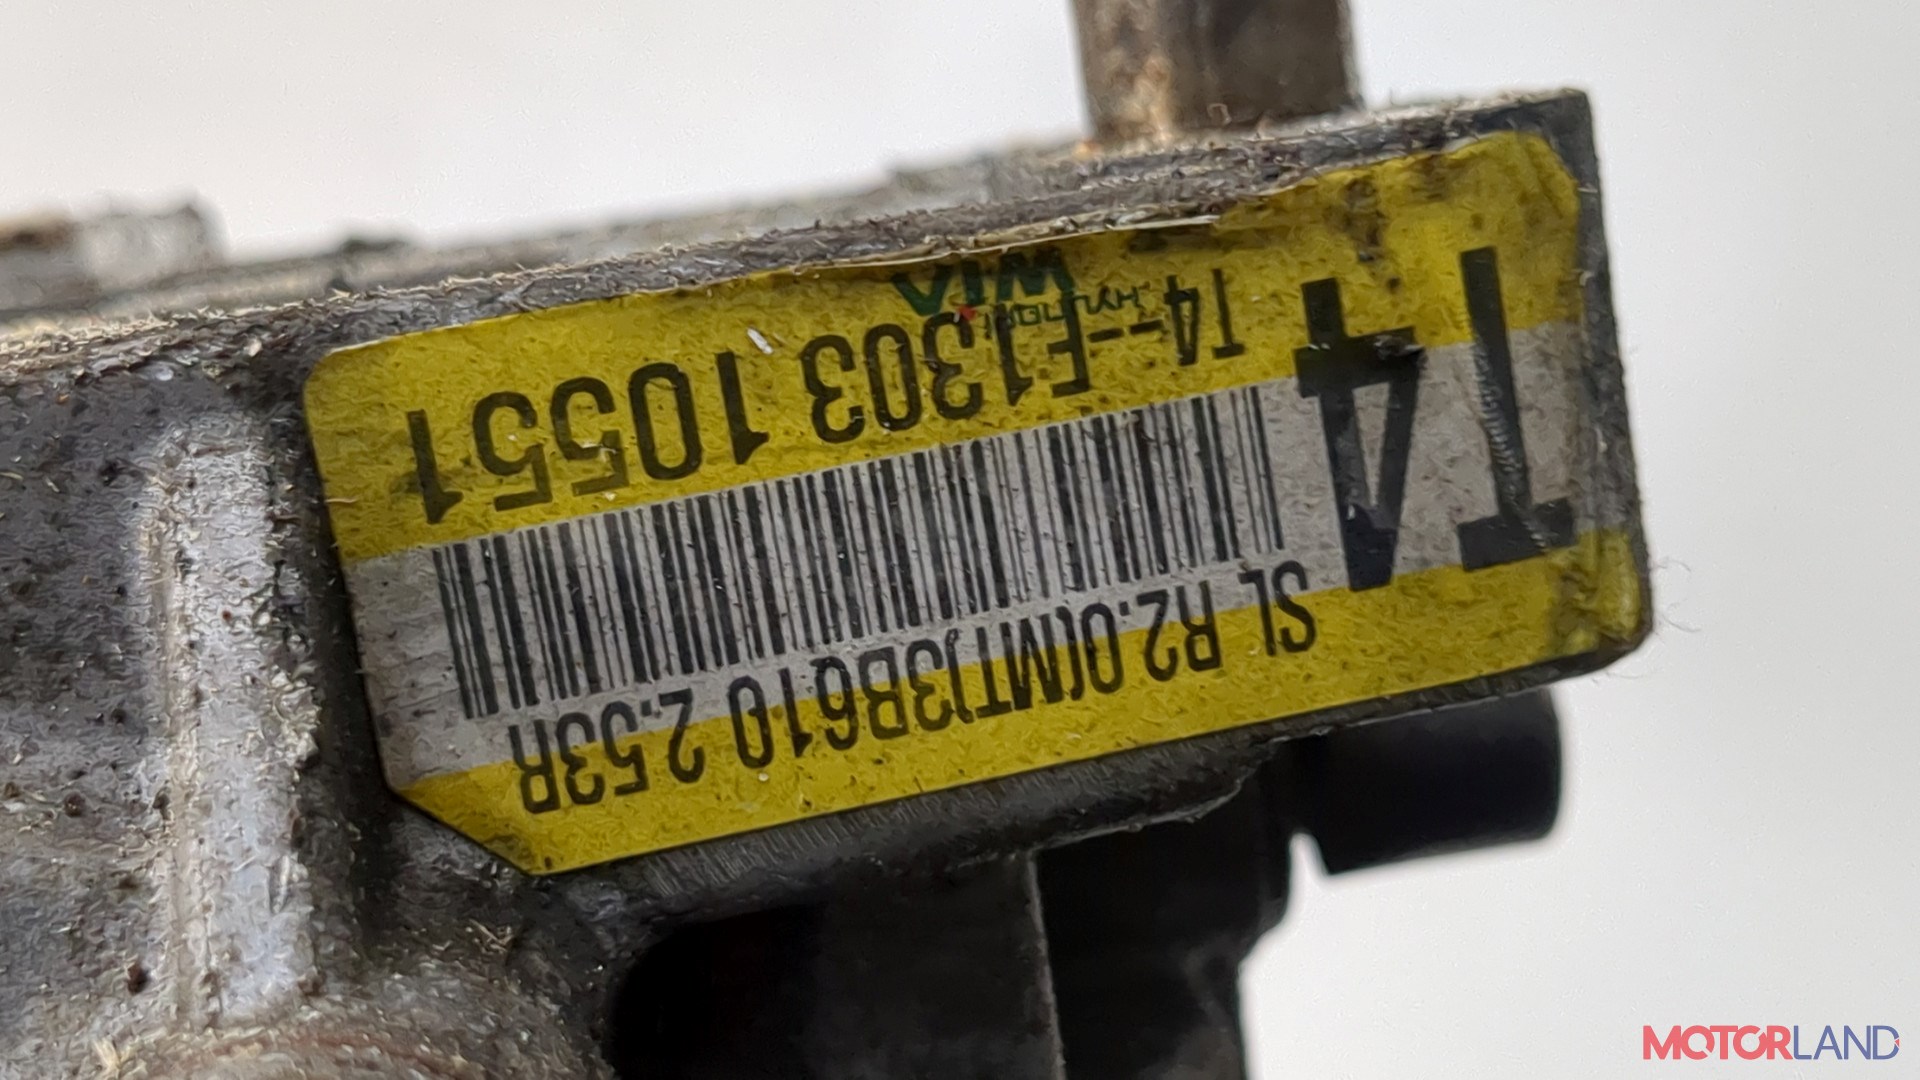 SL R2.0(MT)3B610 2.53R
T4
T4--E1303 10551
HYUNDAI
WIA
MOTORLAND